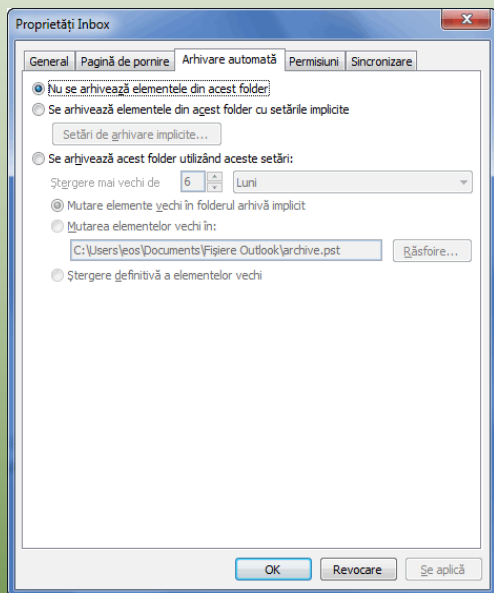 Proprietăți Inbox
General Pagină de pornire Arhivare automată Permisiuni Sincronizare
Nu se arhivează elementele din acest folder
Se arhivează elementele din acest folder cu setările implicite
Setări de arhivare implicite...
Se arhivează acest folder utilizând aceste setări:
Ștergere mai vechi de 6 Luni
Mutare elemente vechi în folderul arhivă implicit
Mutarea elementelor vechi în:
C:\Users\eos\Documents\Fișiere Outlook\archive.pst Răsfoire...
Ștergere definitivă a elementelor vechi
OK Revocare Se aplică